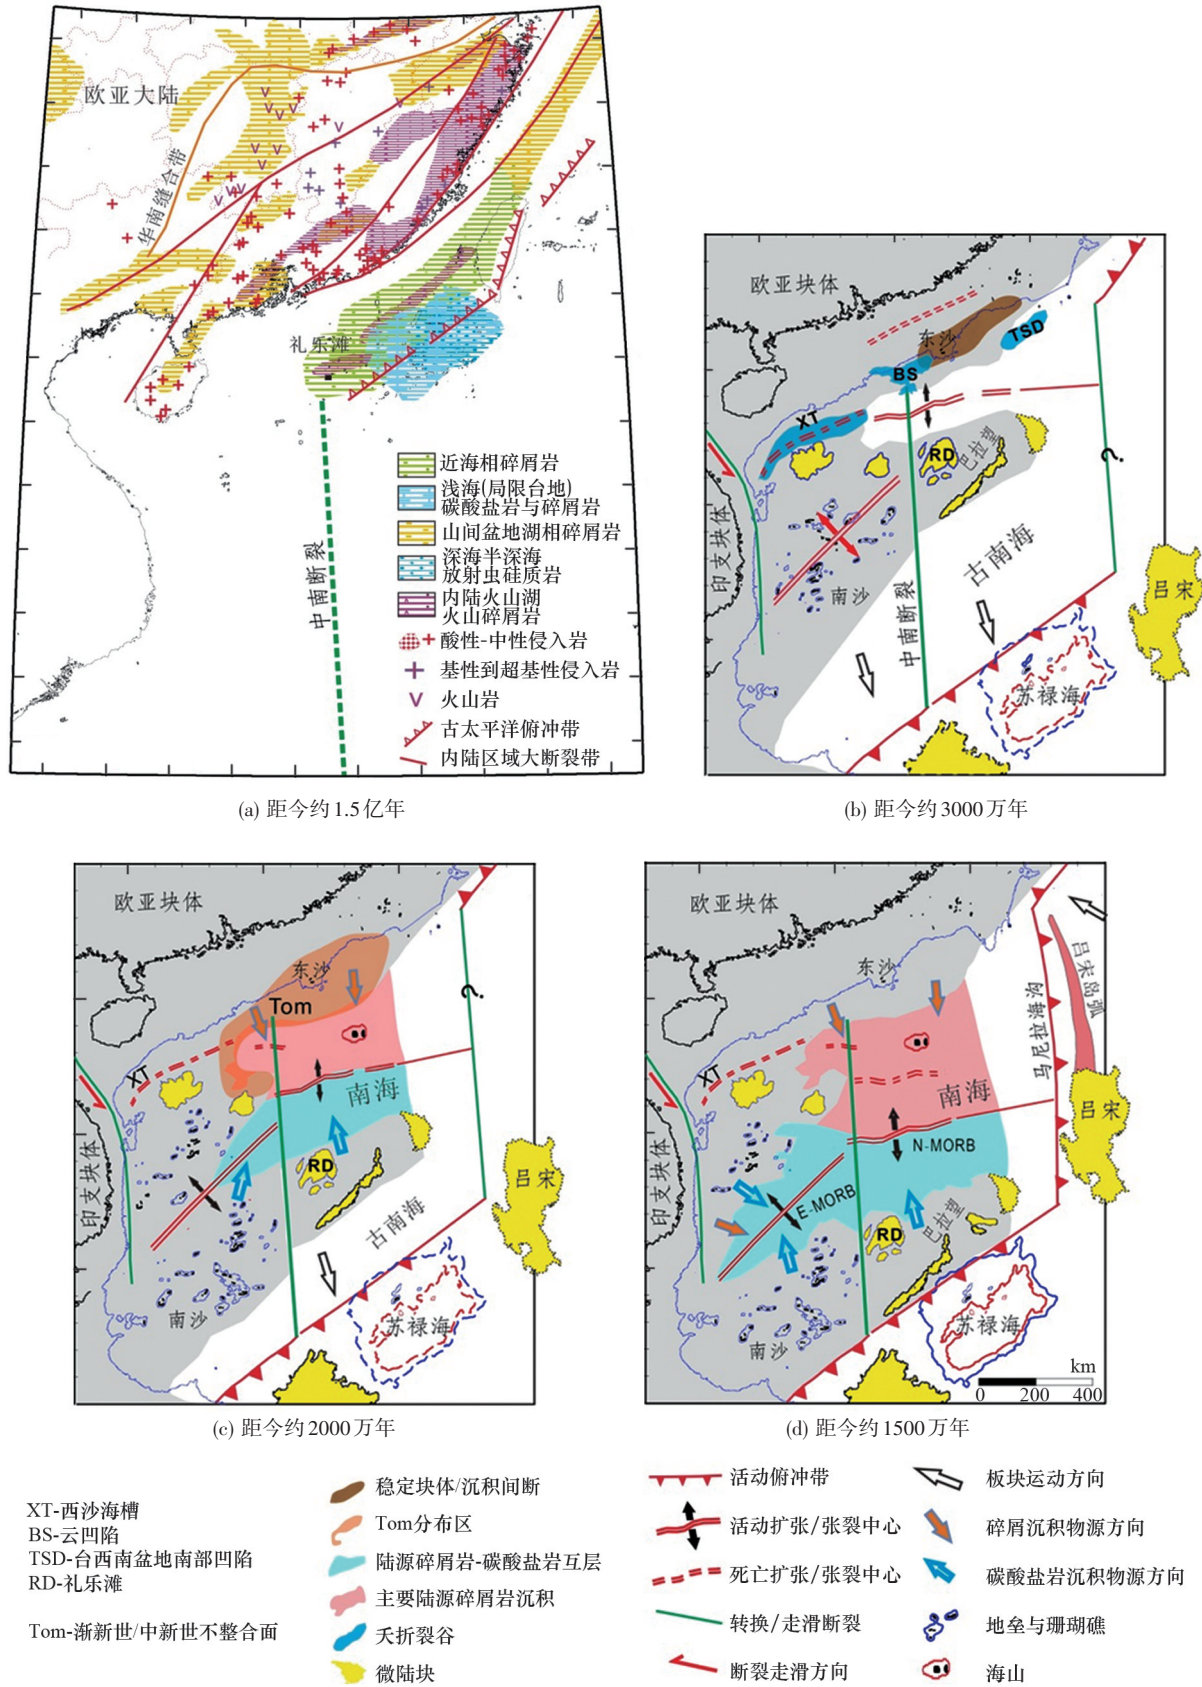 欧亚大陆
华南缝合带
礼乐滩
中南断裂
近海相碎屑岩
浅海(局限台地)
碳酸盐岩与碎屑岩
山间盆地湖相碎屑岩
深海半深海
放射虫硅质岩
内陆火山湖
火山碎屑岩
酸性-中性侵入岩
基性到超基性侵入岩
火山岩
古太平洋俯冲带
内陆区域大断裂带
(a) 距今约1.5亿年
欧亚块体
东沙
TSD
BS
XT
RD
巴拉望
印支块体
古南海
南沙
中南断裂
吕宋
苏禄海
(b) 距今约3000万年
欧亚块体
东沙
Tom
XT
南海
印支块体
RD
吕宋
古南海
南沙
苏禄海
(c) 距今约2000万年
欧亚块体
东沙
吕宋岛弧
马尼拉海沟
XT
南海
吕宋
N-MORB
印支块体
E-MORB
RD
巴拉望
南沙
苏禄海
km
0 200 400
(d) 距今约1500万年
XT-西沙海槽
BS-云凹陷
TSD-台西南盆地南部凹陷
RD-礼乐滩
Tom-渐新世/中新世不整合面
稳定块体/沉积间断
Tom分布区
陆源碎屑岩-碳酸盐岩互层
主要陆源碎屑岩沉积
夭折裂谷
微陆块
活动俯冲带
活动扩张/张裂中心
死亡扩张/张裂中心
转换/走滑断裂
断裂走滑方向
板块运动方向
碎屑沉积物源方向
碳酸盐岩沉积物源方向
地垒与珊瑚礁
海山